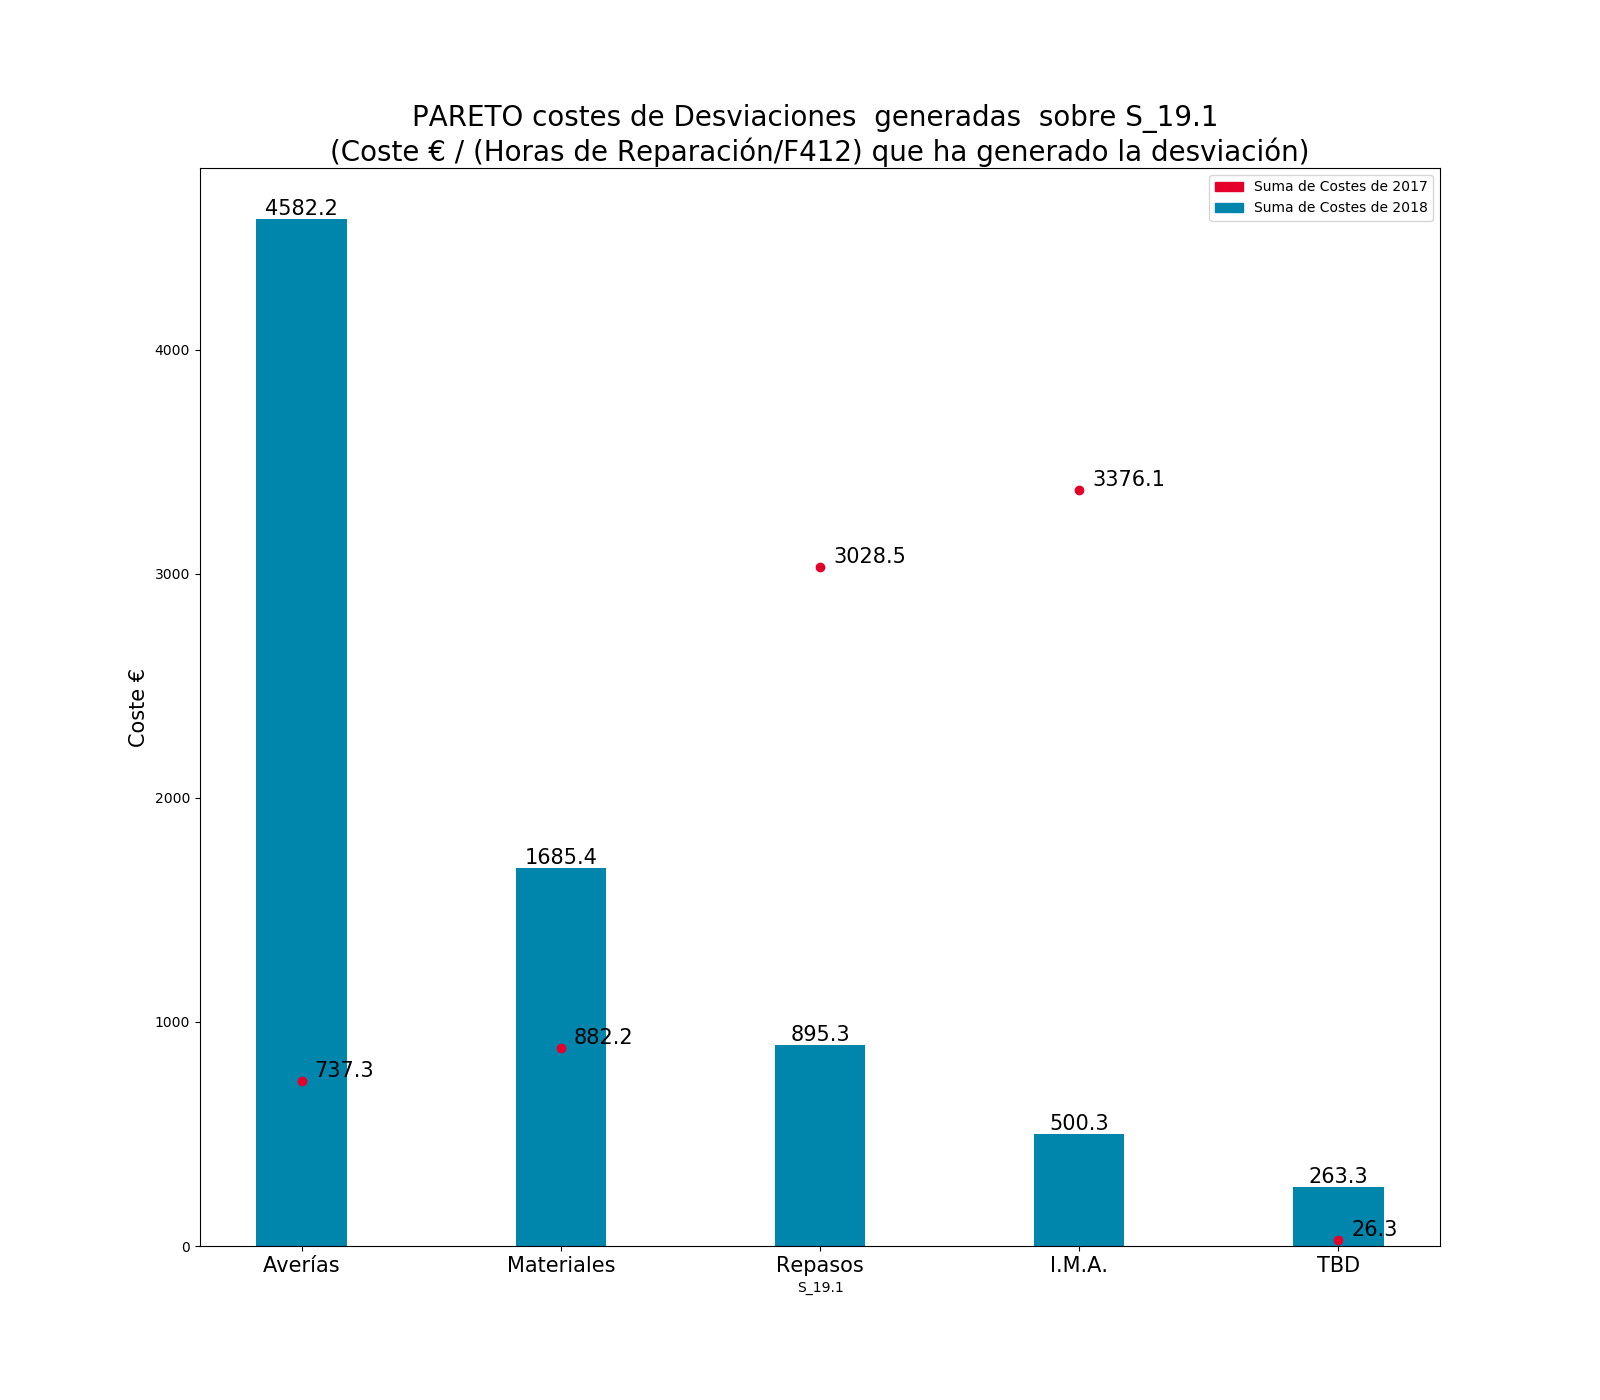 PARETO costes de Desviaciones  generadas  sobre S_19.1
(Coste € / (Horas de Reparación/F412) que ha generado la desviación)
Suma de Costes de 2017
Suma de Costes de 2018
4582.2
4000
3376.1
3028.5
3000
Coste €
2000
1685.4
1000
882.2
895.3
737.3
500.3
263.3
26.3
0
Averías
Materiales
Repasos
I.M.A.
TBD
S_19.1